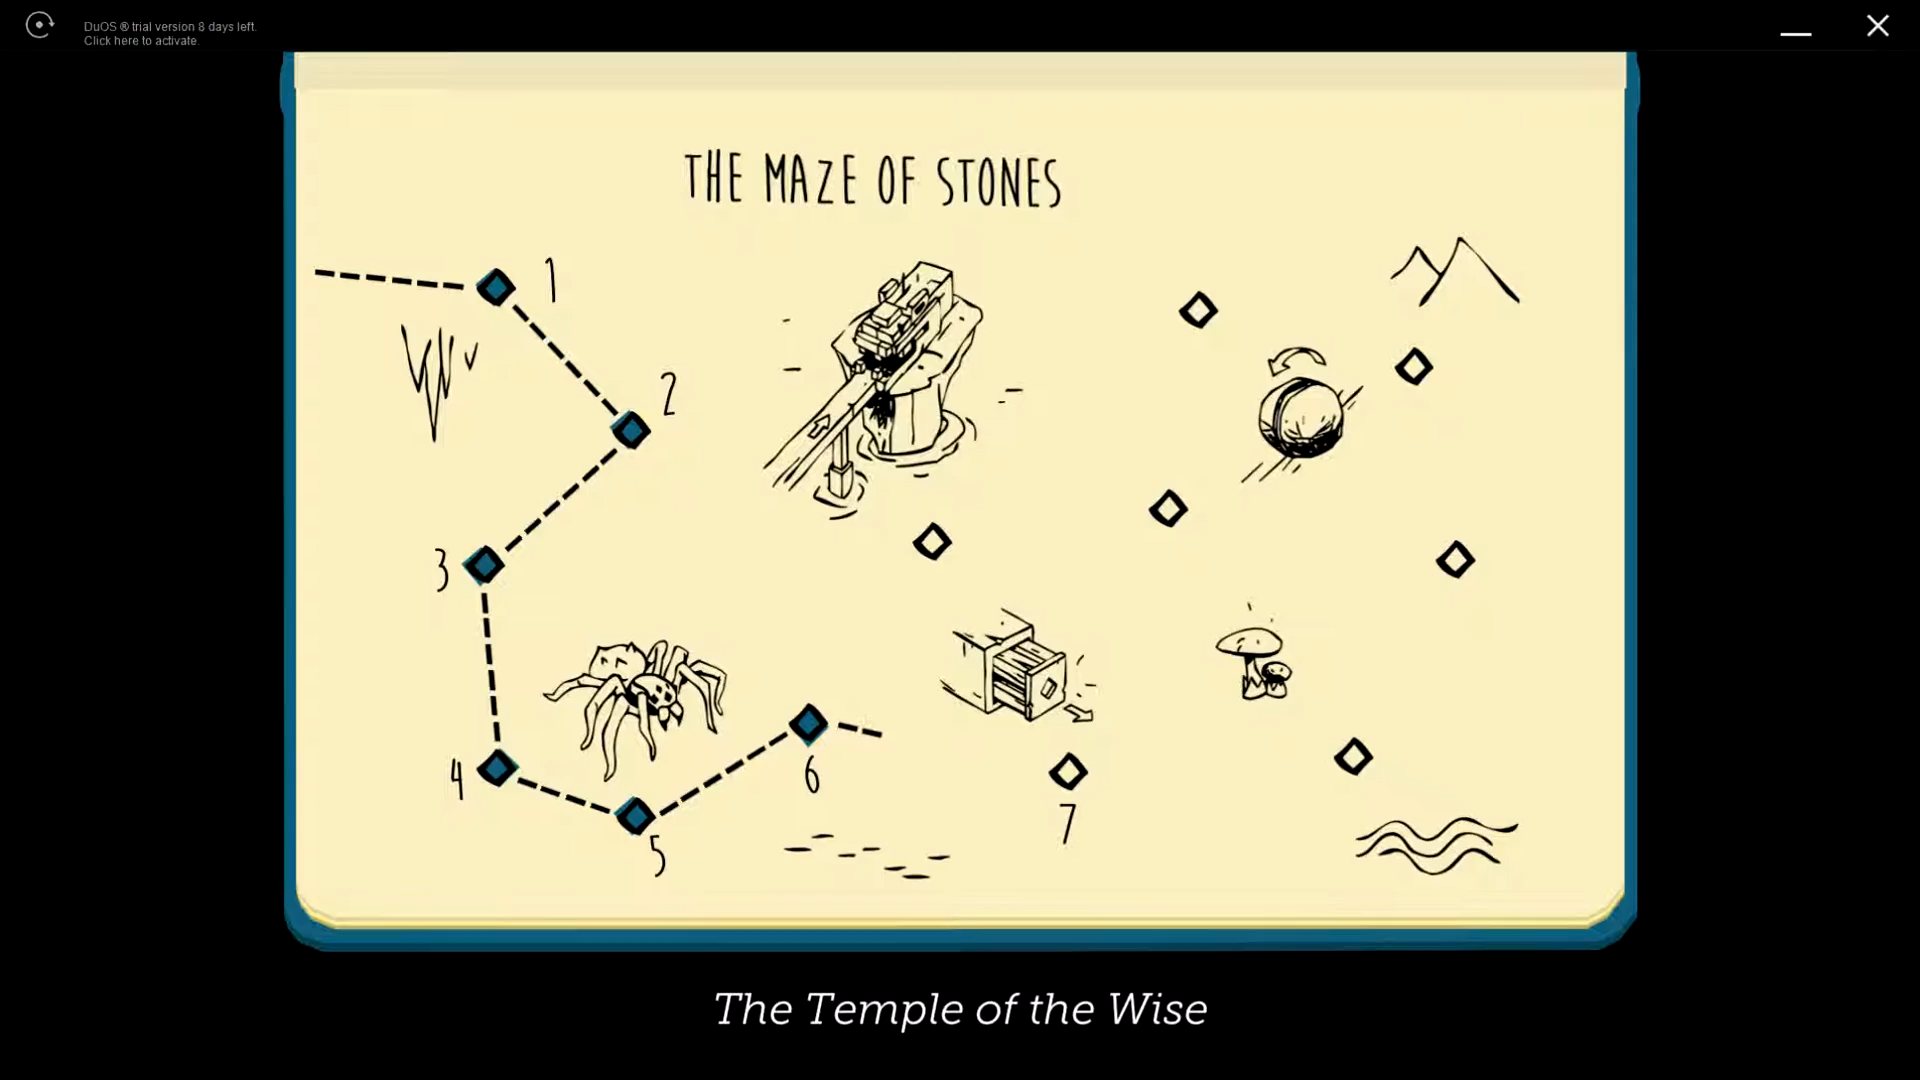 DuOS ® trial version 8 days left.
Click here to activate.
THE MAZE OF STONES
1
2
3
4
5
6
7
The Temple of the Wise